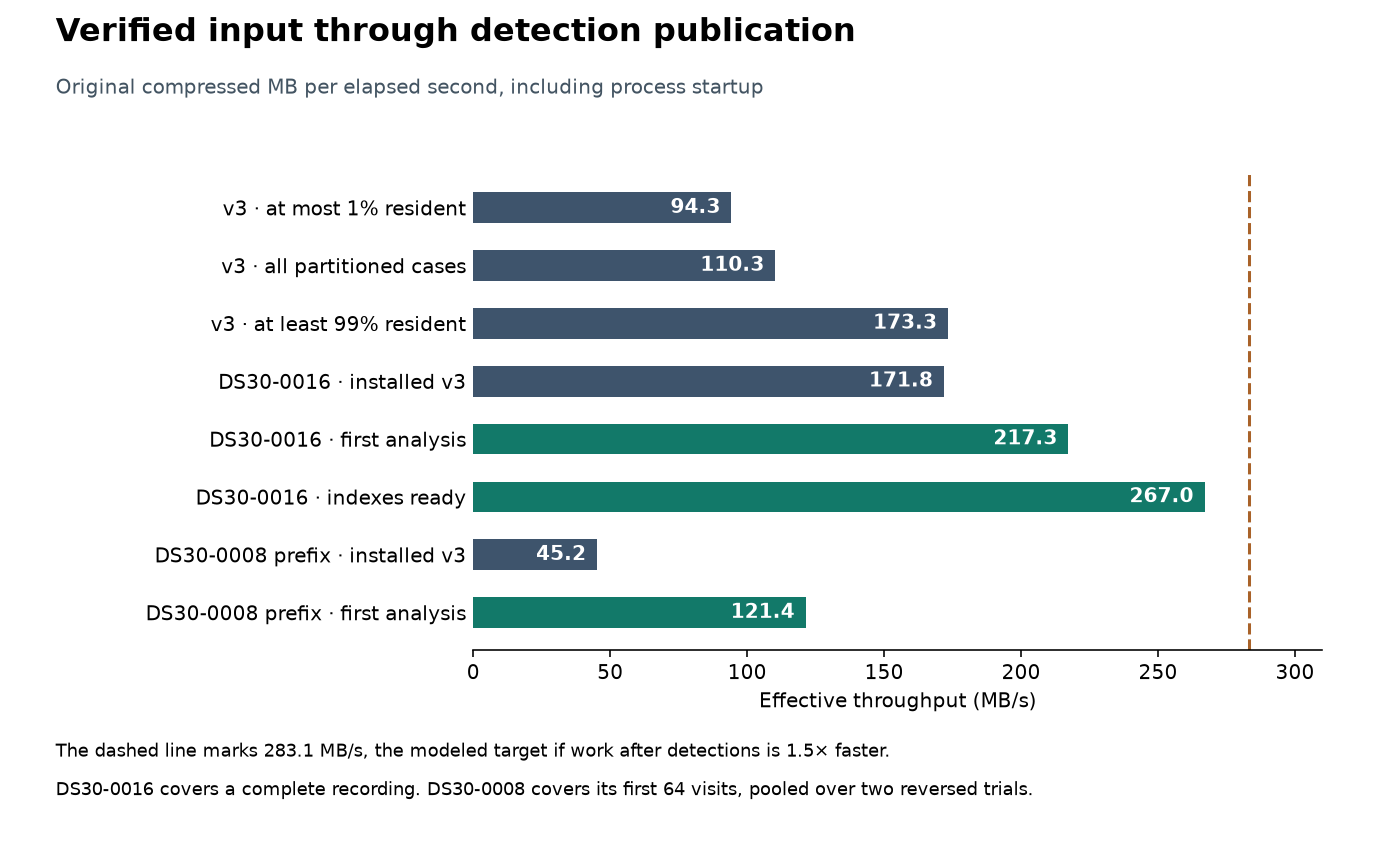 Verified input through detection publication
Original compressed MB per elapsed second, including process startup
v3 · at most 1% resident 94.3
v3 · all partitioned cases 110.3
v3 · at least 99% resident 173.3
DS30-0016 · installed v3 171.8
DS30-0016 · first analysis 217.3
DS30-0016 · indexes ready 267.0
DS30-0008 prefix · installed v3 45.2
DS30-0008 prefix · first analysis 121.4
0 50 100 150 200 250 300
Effective throughput (MB/s)
The dashed line marks 283.1 MB/s, the modeled target if work after detections is 1.5× faster.
DS30-0016 covers a complete recording. DS30-0008 covers its first 64 visits, pooled over two reversed trials.